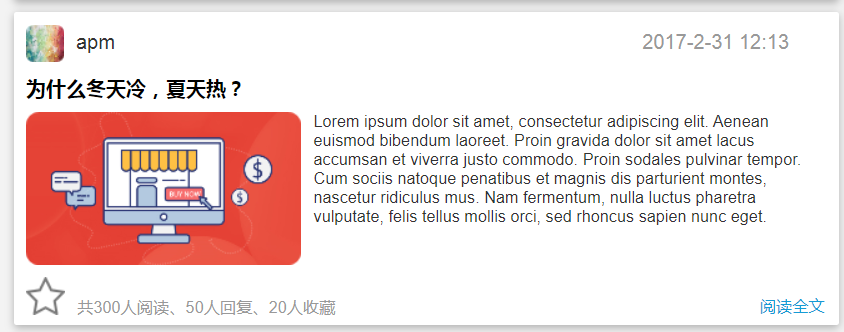 apm
2017-2-31 12:13
为什么冬天冷，夏天热？
Lorem ipsum dolor sit amet, consectetur adipiscing elit. Aenean
euismod bibendum laoreet. Proin gravida dolor sit amet lacus
accumsan et viverra justo commodo. Proin sodales pulvinar tempor.
Cum sociis natoque penatibus et magnis dis parturient montes,
nascetur ridiculus mus. Nam fermentum, nulla luctus pharetra
vulputate, felis tellus mollis orci, sed rhoncus sapien nunc eget.
$
BUY NOW
$
共300人阅读、50人回复、20人收藏
阅读全文